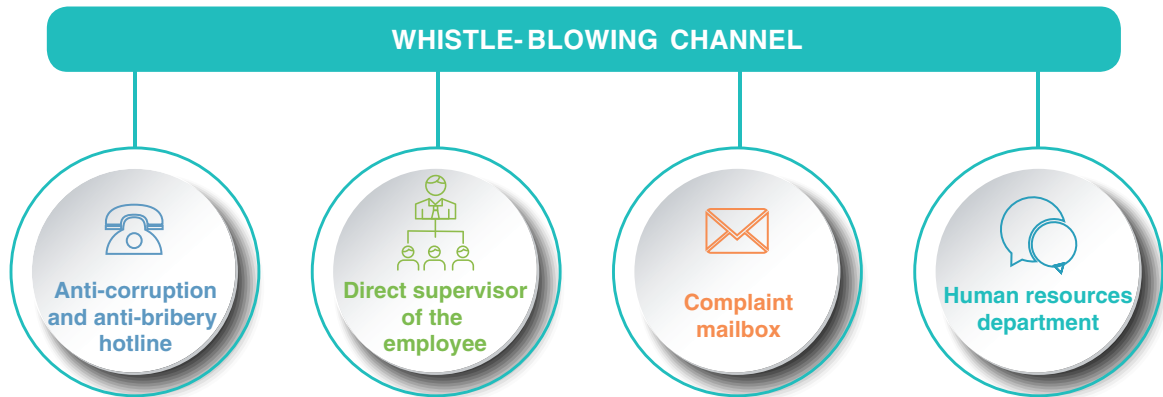 WHISTLE-BLOWING CHANNEL
Anti-corruption
and anti-bribery
hotline
Direct supervisor
of the
employee
Complaint
mailbox
Human resources
department